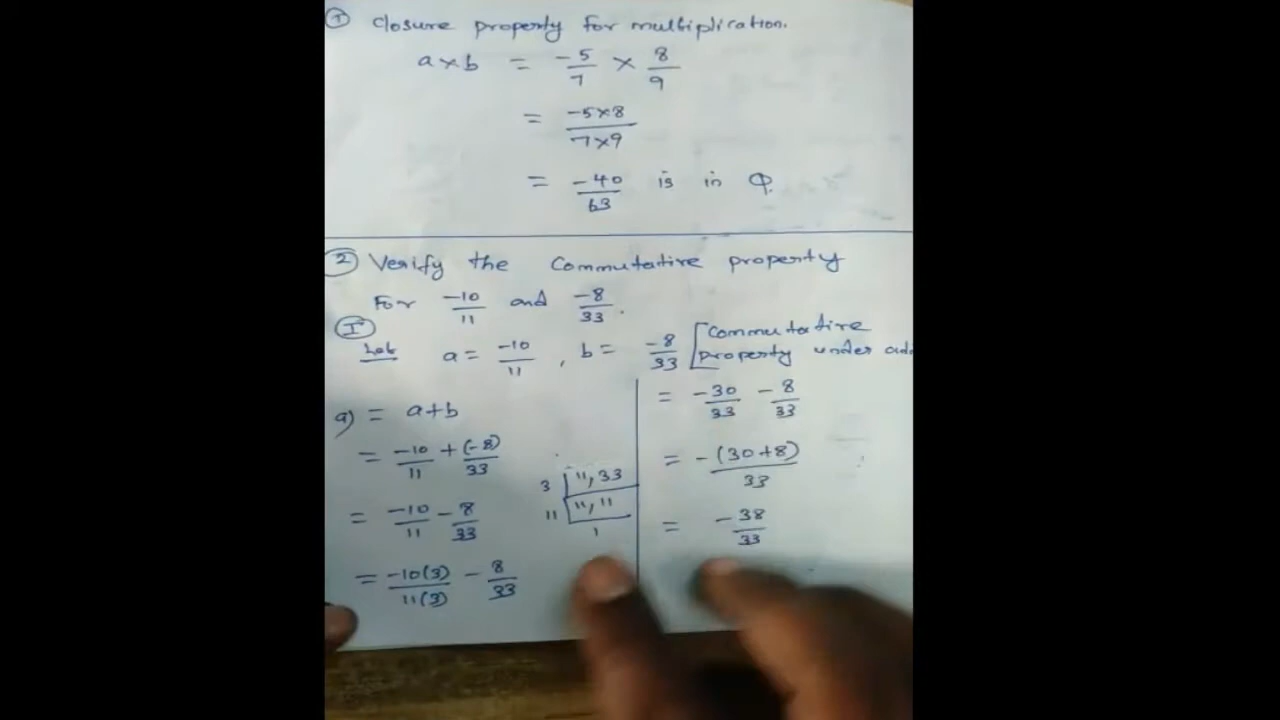 ① Closure property for multiplication.
a×b = -5/7 × 8/9
= -5×8/7×9
= -40/63 is in Q
② Verify the Commutative property
For -10/11 and -8/33.
Ⓘ
Let a = -10/11, b = -8/33 [Commutative
property under ad
a) = a+b
= -10/11 + (-8)/33
= -10/11 - 8/33
= -10(3)/11(3) - 8/33
3 | 11, 33
11 | 11, 11
1
= -30/33 - 8/33
= -(30+8)/33
= -38/33